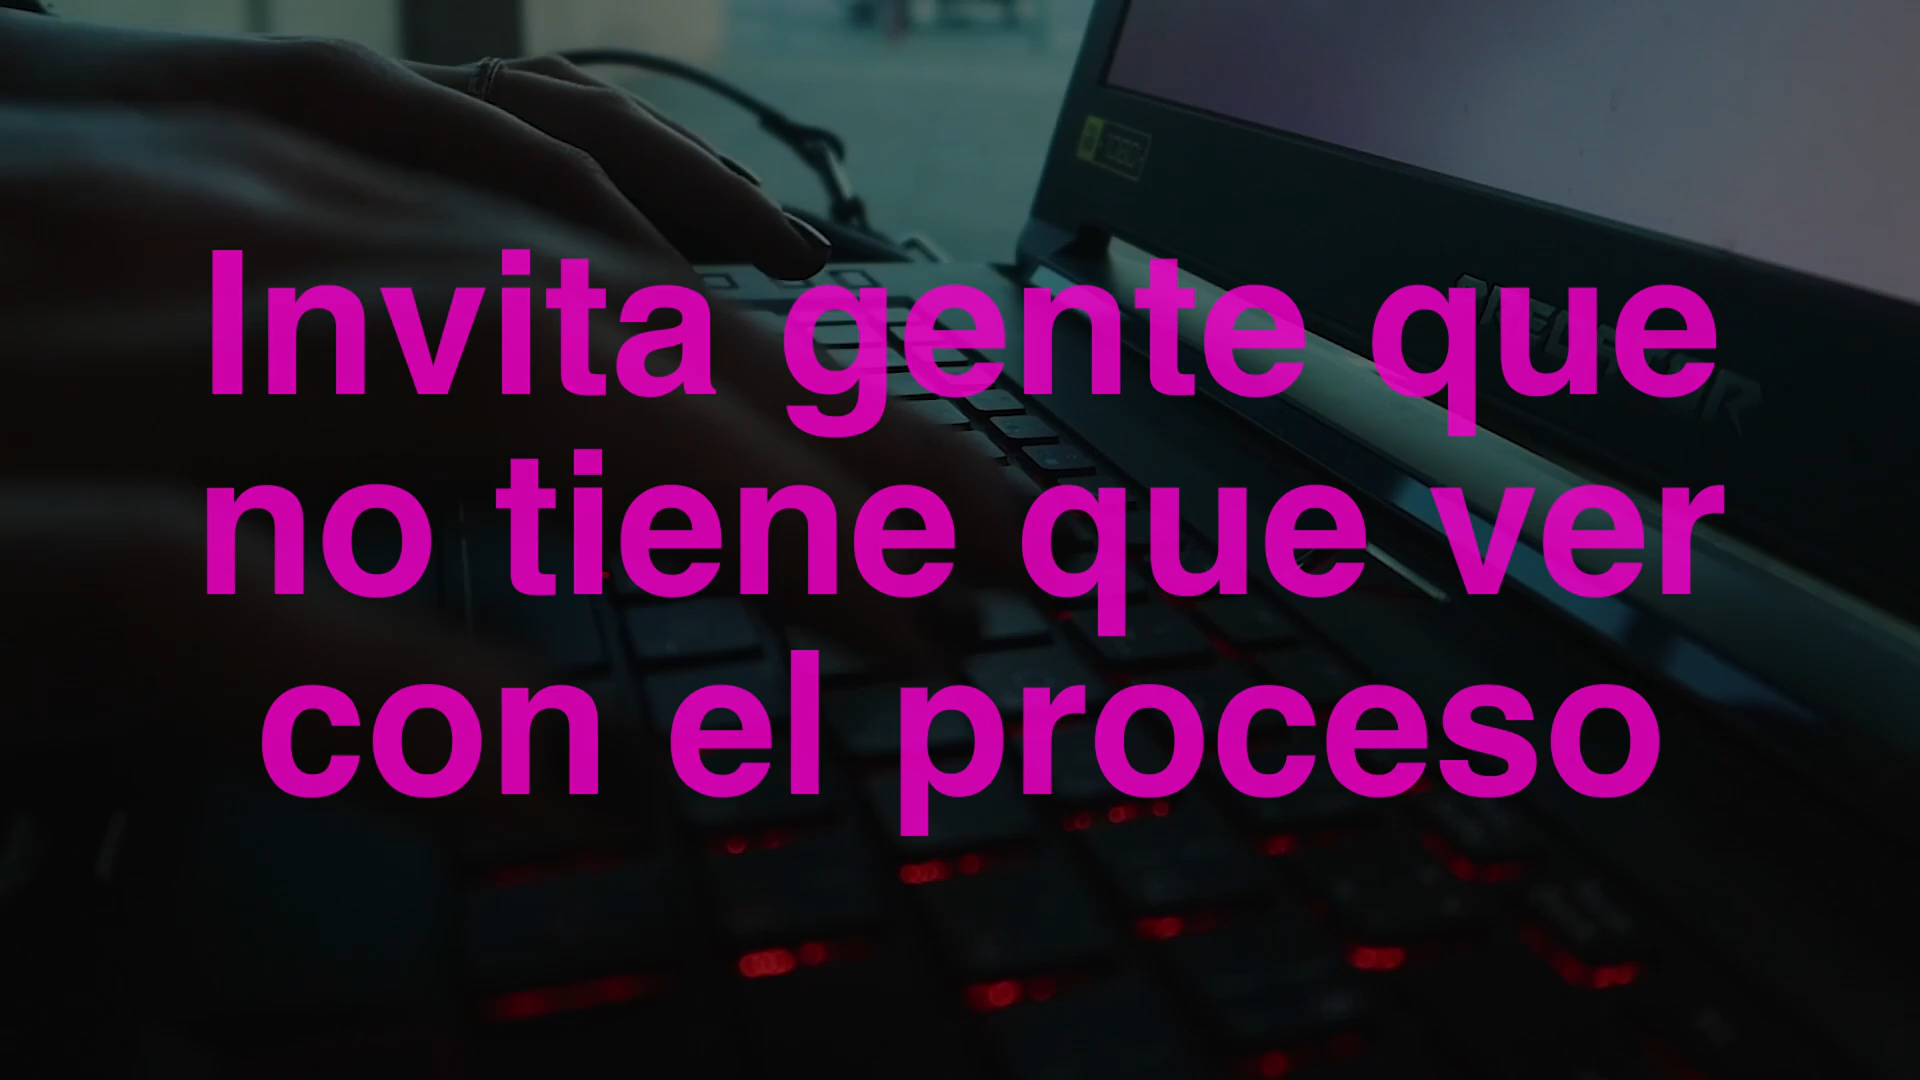 Invita gente que
no tiene que ver
con el proceso